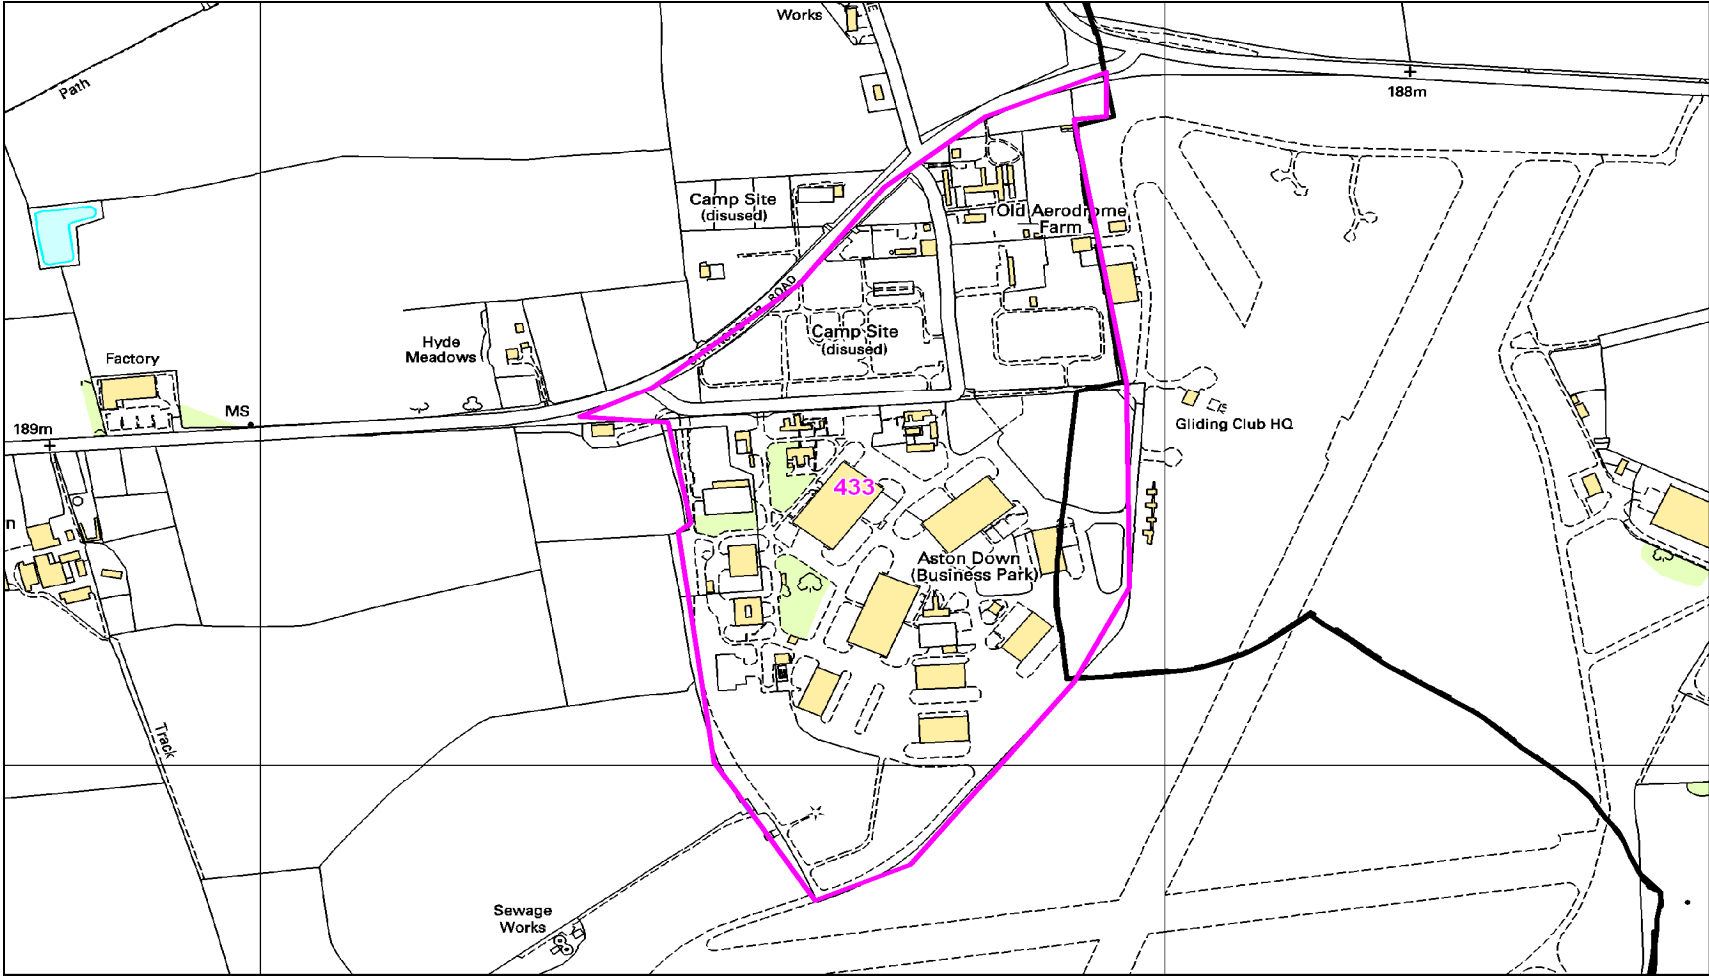 Works
Path
188m
Camp Site
(disused)
Old Aerodrome
Farm
ROAD
Camp Site
(disused)
Hyde
Meadows
Factory
MS
189m
Gliding Club HQ
433
n
Aston Down
(Business Park)
Track
Sewage
Works